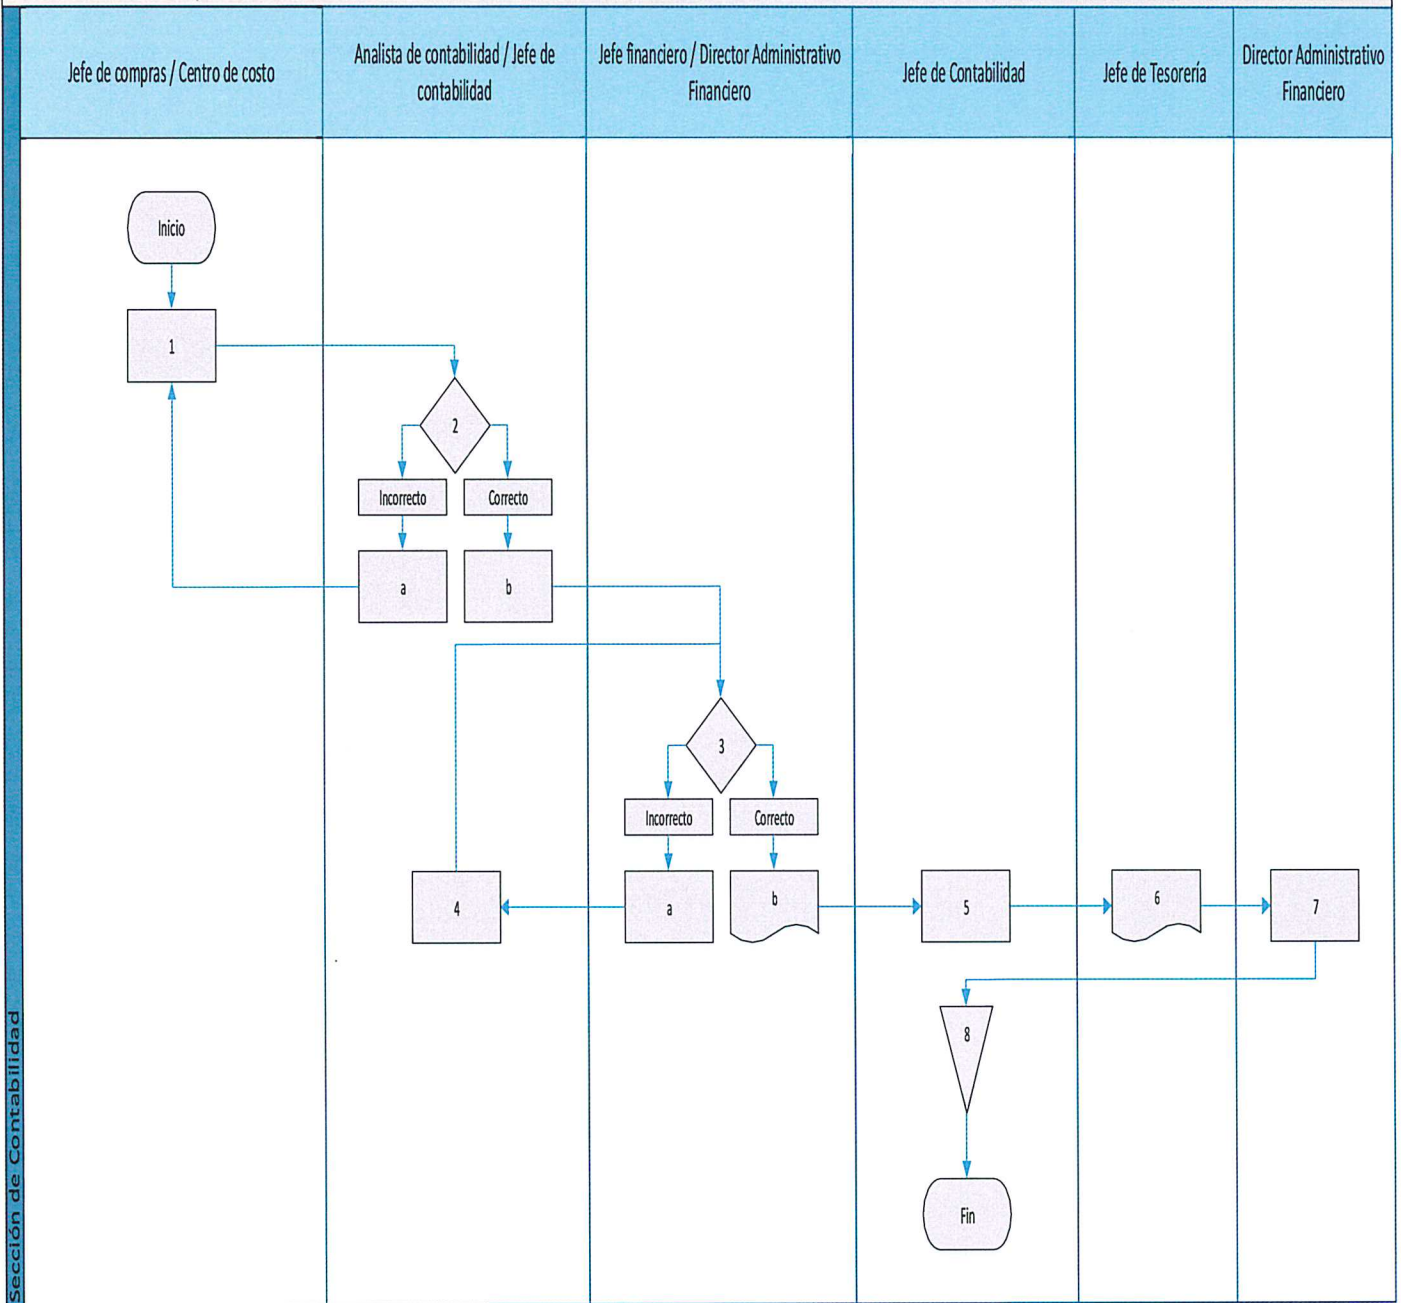 Jefe de compras / Centro de costo
Analista de contabilidad / Jefe de
contabilidad
Jefe financiero / Director Administrativo
Financiero
Jefe de Contabilidad
Jefe de Tesorería
Director Administrativo
Financiero
Inicio
1
2
Incorrecto
Correcto
a
b
3
Incorrecto
Correcto
4
a
b
5
6
7
8
Fin
Sección de Contabilidad